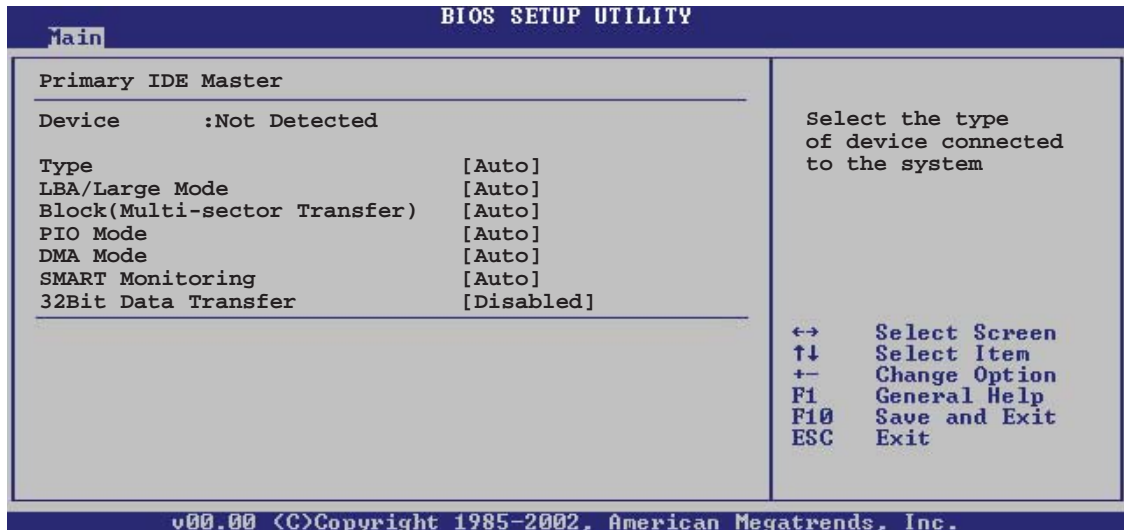 BIOS SETUP UTILITY
Main
Primary IDE Master
Device :Not Detected
Type [Auto]
LBA/Large Mode [Auto]
Block(Multi-sector Transfer) [Auto]
PIO Mode [Auto]
DMA Mode [Auto]
SMART Monitoring [Auto]
32Bit Data Transfer [Disabled]
Select the type
of device connected
to the system
←→ Select Screen
↑↓ Select Item
+- Change Option
F1 General Help
F10 Save and Exit
ESC Exit
v00.00 <C>Copyright 1985-2002, American Megatrends, Inc.